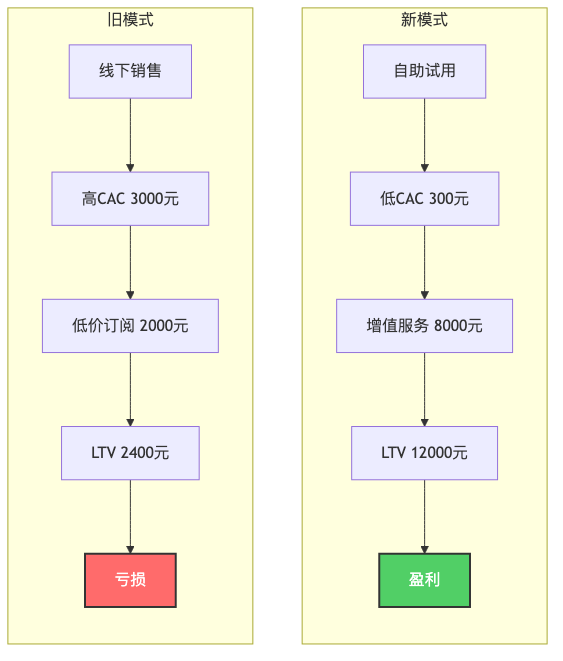 旧模式
线下销售
高CAC 3000元
低价订阅 2000元
LTV 2400元
亏损
新模式
自助试用
低CAC 300元
增值服务 8000元
LTV 12000元
盈利